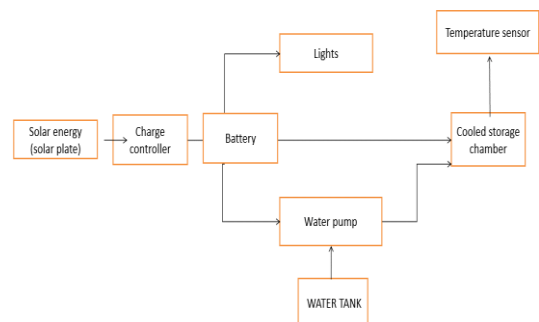 Temperature sensor
Lights
Solar energy
(solar plate)
Charge
controller
Battery
Cooled storage
chamber
Water pump
WATER TANK